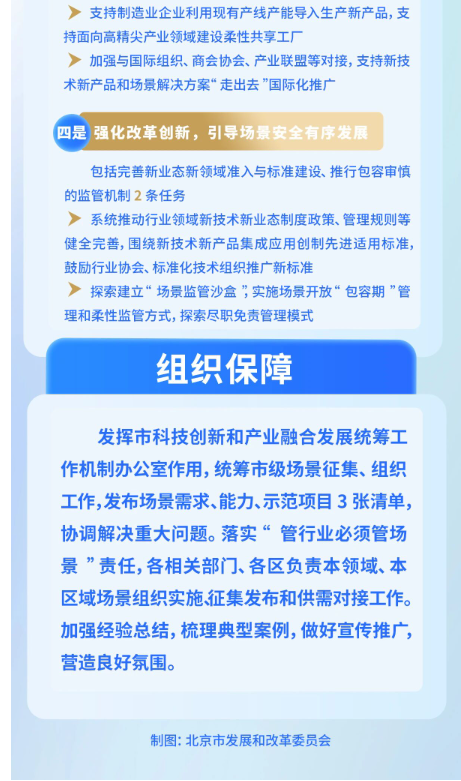 支持制造业企业利用现有产线产能导入生产新产品，支
持面向高精尖产业领域建设柔性共享工厂
加强与国际组织、商会协会、产业联盟等对接，支持新技
术新产品和场景解决方案“走出去”国际化推广
四是 强化改革创新，引导场景安全有序发展
包括完善新业态新领域准入与标准建设、推行包容审慎
的监管机制 2 条任务
系统推动行业领域新技术新业态制度政策、管理规则等
健全完善，围绕新技术新产品集成应用创制先进适用标准，
鼓励行业协会、标准化技术组织推广新标准
探索建立“场景监管沙盒”，实施场景开放“包容期”管
理和柔性监管方式，探索尽职免责管理模式
组织保障
发挥市科技创新和产业融合发展统筹工
作机制办公室作用，统筹市级场景征集、组织
工作，发布场景需求、能力、示范项目 3 张清单，
协调解决重大问题。落实“管行业必须管场
景”责任，各相关部门、各区负责本领域、本
区域场景组织实施、征集发布和供需对接工作。
加强经验总结，梳理典型案例，做好宣传推广，
营造良好氛围。
制图：北京市发展和改革委员会